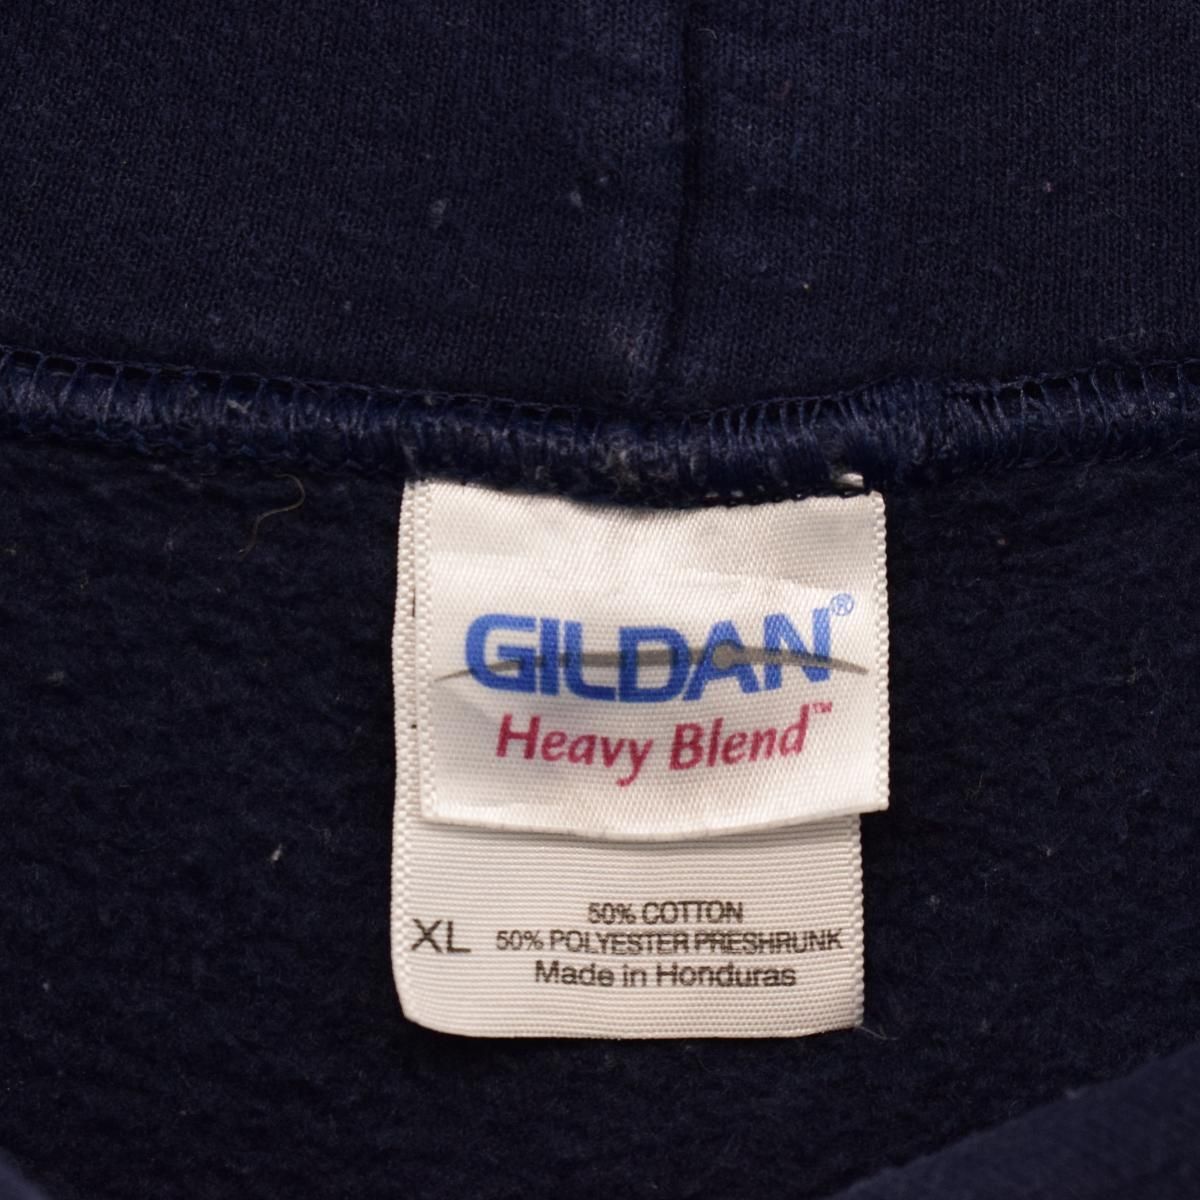 GILDAN®
Heavy Blend™
XL
50% COTTON
50% POLYESTER PRESHRUNK
Made in Honduras